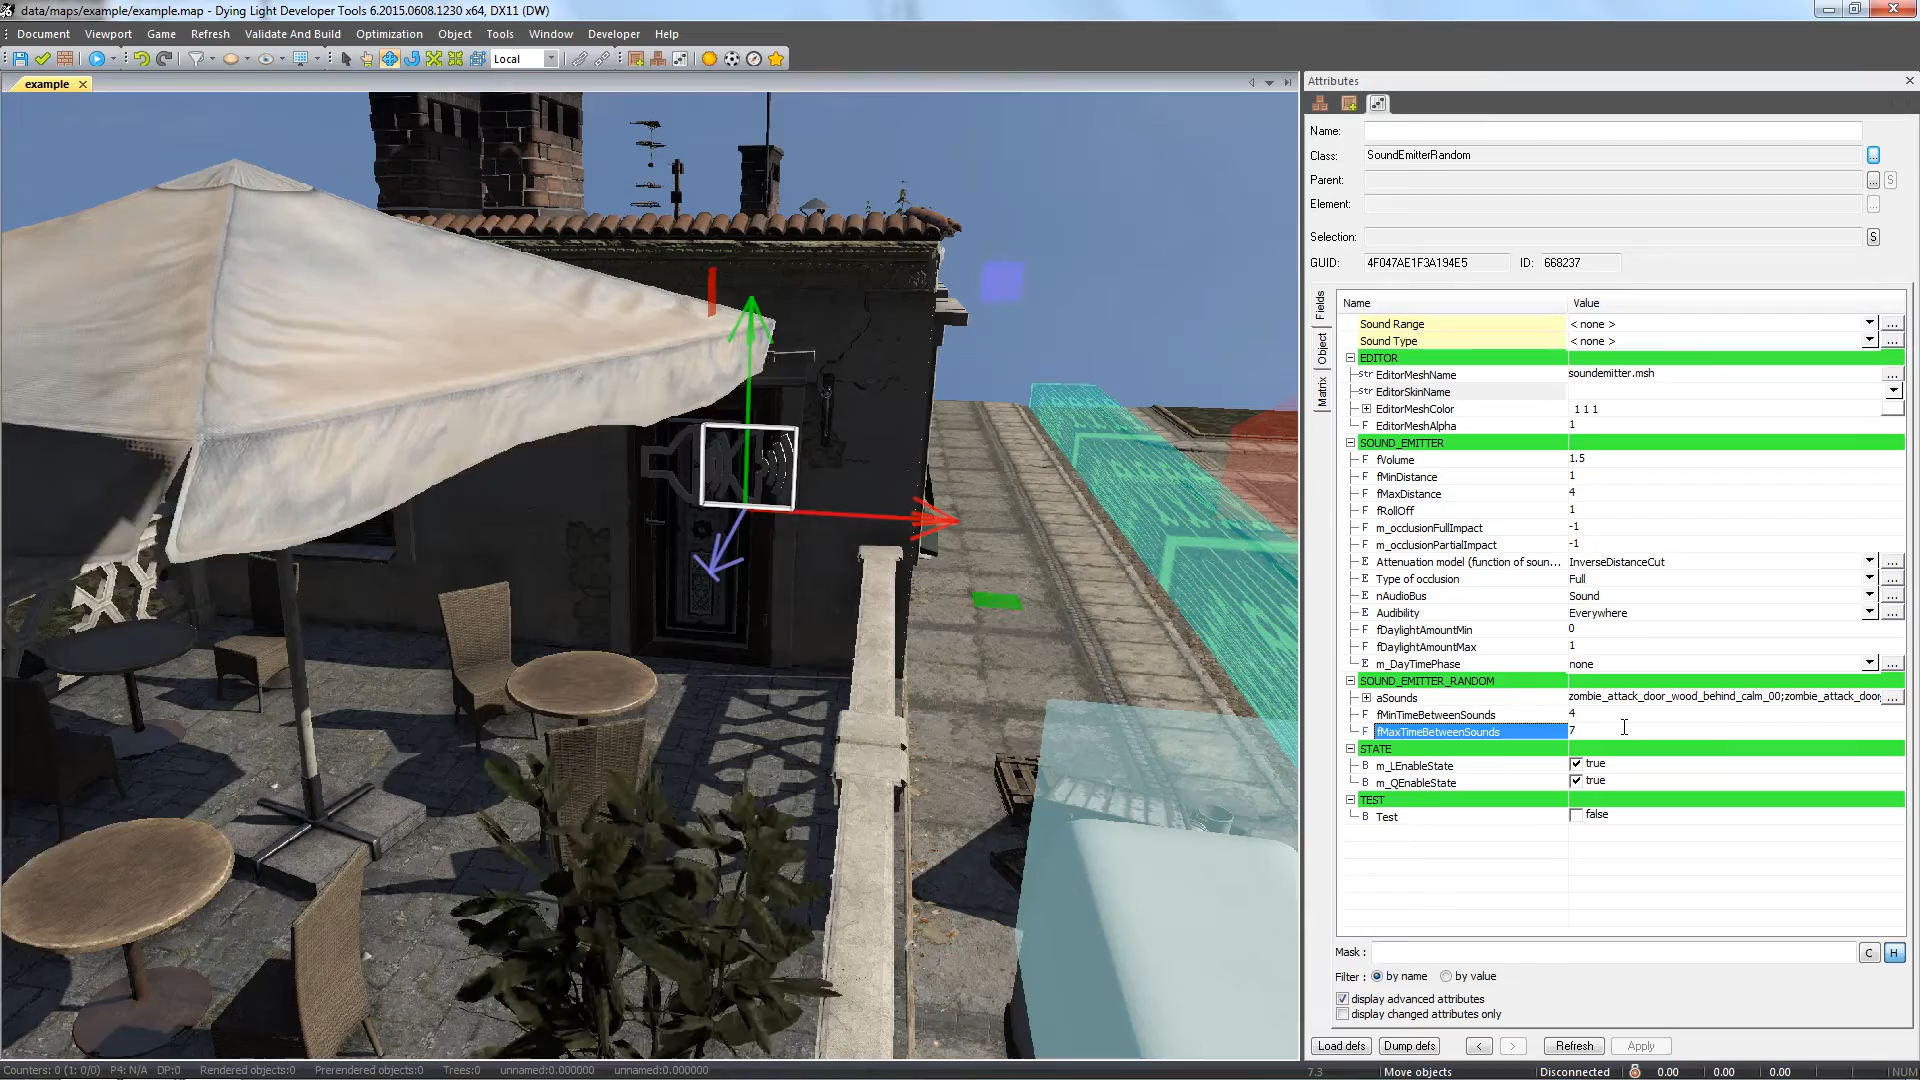 data/maps/example/example.map - Dying Light Developer Tools 6.2015.0608.1230 x64, DX11 (DW)
Document Viewport Game Refresh Validate And Build Optimization Object Tools Window Developer Help
Local
example
Attributes
Name:
Class: SoundEmitterRandom ...
Parent: ... S
Element: ...
Selection: S
GUID: 4F047AE1F3A194E5 ID: 668237
Fields
Object
Matrix
Name Value
Sound Range < none > ...
Sound Type < none > ...
EDITOR
str EditorMeshName soundemitter.msh ...
str EditorSkinName
EditorMeshColor 1 1 1
F EditorMeshAlpha 1
SOUND_EMITTER
F fVolume 1.5
F fMinDistance 1
F fMaxDistance 4
F fRollOff 1
F m_occlusionFullImpact -1
F m_occlusionPartialImpact -1
E Attenuation model (function of soun... InverseDistanceCut ...
E Type of occlusion Full ...
E nAudioBus Sound ...
E Audibility Everywhere ...
F fDaylightAmountMin 0
F fDaylightAmountMax 1
E m_DayTimePhase none ...
SOUND_EMITTER_RANDOM
aSounds zombie_attack_door_wood_behind_calm_00;zombie_attack_door ...
F fMinTimeBetweenSounds 4
F fMaxTimeBetweenSounds 7
STATE
B m_LEnableState true
B m_QEnableState true
TEST
B Test false
Mask : C H
Filter : by name by value
display advanced attributes
display changed attributes only
Load defs Dump defs < > Refresh Apply
Counters: 0 (1: 0/0) P4: N/A DP:0 Rendered objects:0 Prerendered objects:0 Trees:0 unnamed:0.000000 unnamed:0.000000 7.3 Move objects Disconnected 0.00 0.00 0.00 NUM